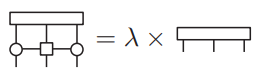 = λ ×